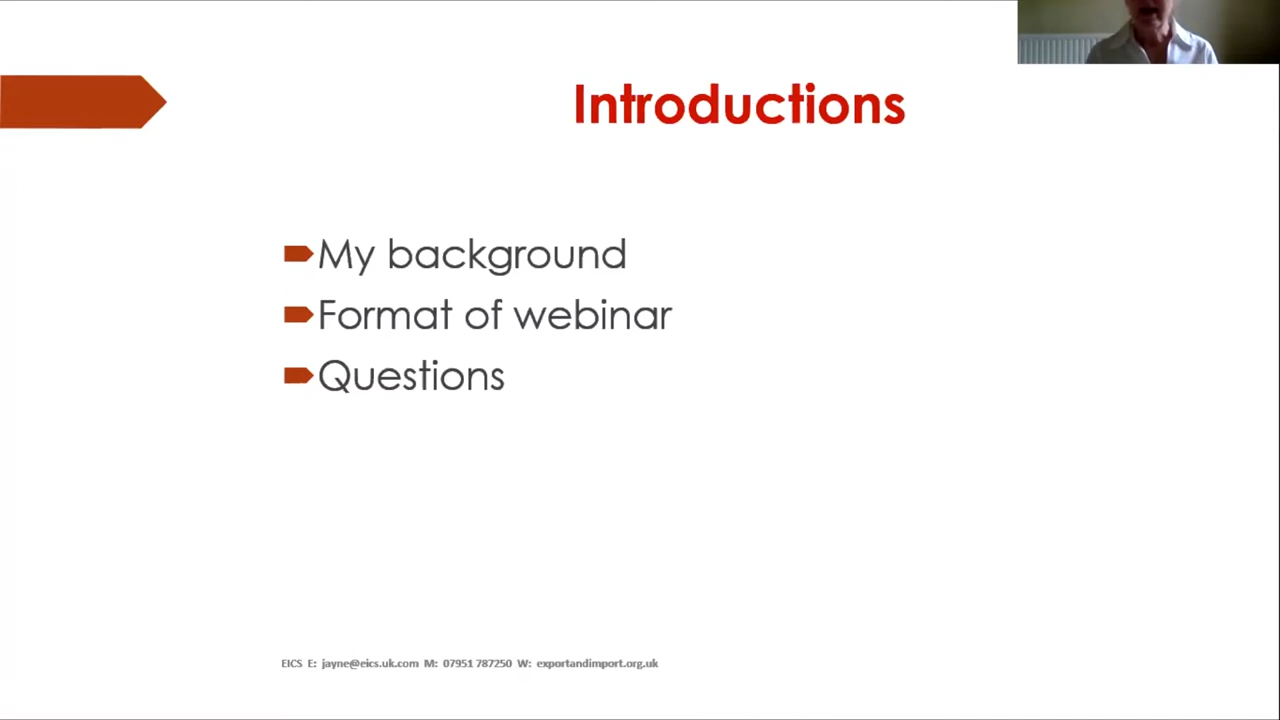 Introductions
My background
Format of webinar
Questions
EICS E: jayne@eics.uk.com M: 07951 787250 W: exportandimport.org.uk